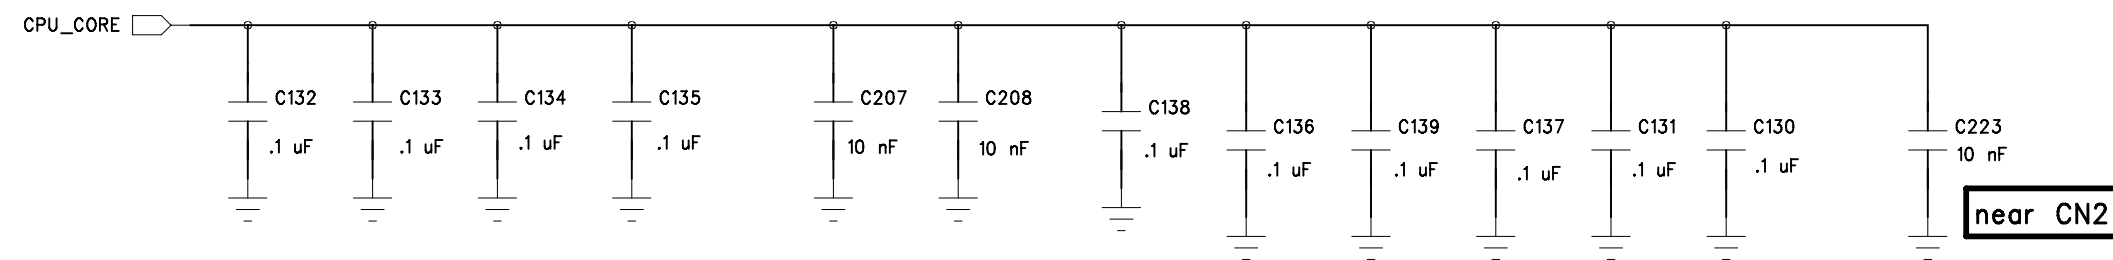 CPU_CORE
C132
.1 uF
C133
.1 uF
C134
.1 uF
C135
.1 uF
C207
10 nF
C208
10 nF
C138
.1 uF
C136
.1 uF
C139
.1 uF
C137
.1 uF
C131
.1 uF
C130
.1 uF
C223
10 nF
near CN2